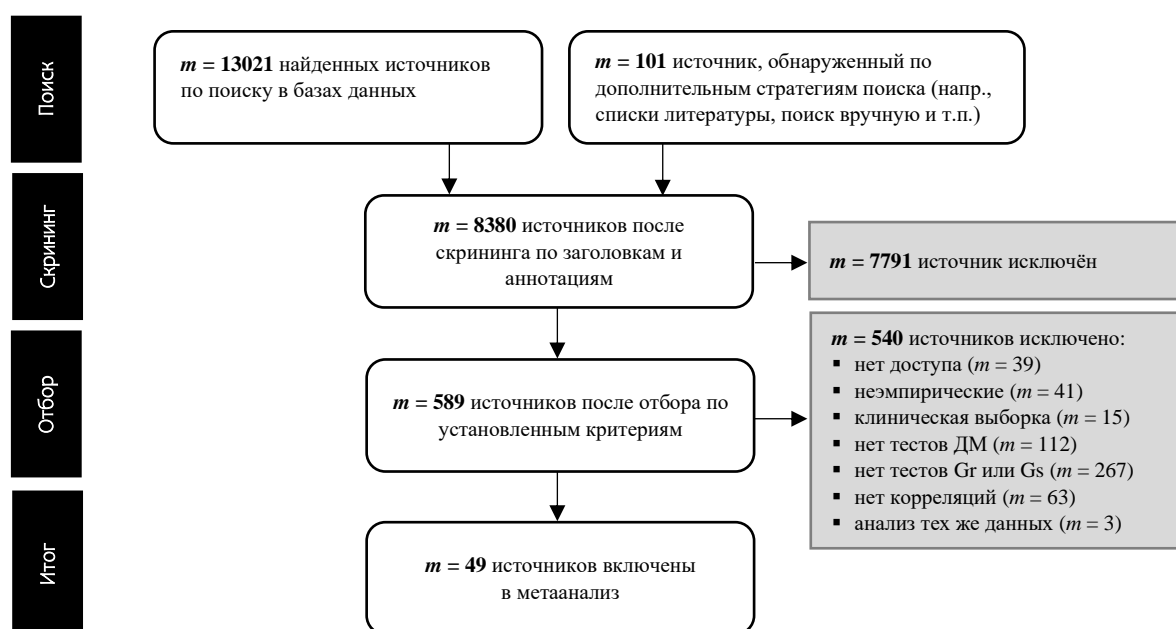 Поиск
m = 13021 найденных источников
по поиску в базах данных
m = 101 источник, обнаруженный по
дополнительным стратегиям поиска (напр.,
списки литературы, поиск вручную и т.п.)
Скрининг
m = 8380 источников после
скрининга по заголовкам и
аннотациям
m = 7791 источник исключён
Отбор
m = 589 источников после отбора по
установленным критериям
m = 540 источников исключено:
▪ нет доступа (m = 39)
▪ неэмпирические (m = 41)
▪ клиническая выборка (m = 15)
▪ нет тестов ДМ (m = 112)
▪ нет тестов Gr или Gs (m = 267)
▪ нет корреляций (m = 63)
▪ анализ тех же данных (m = 3)
Итог
m = 49 источников включены
в метаанализ